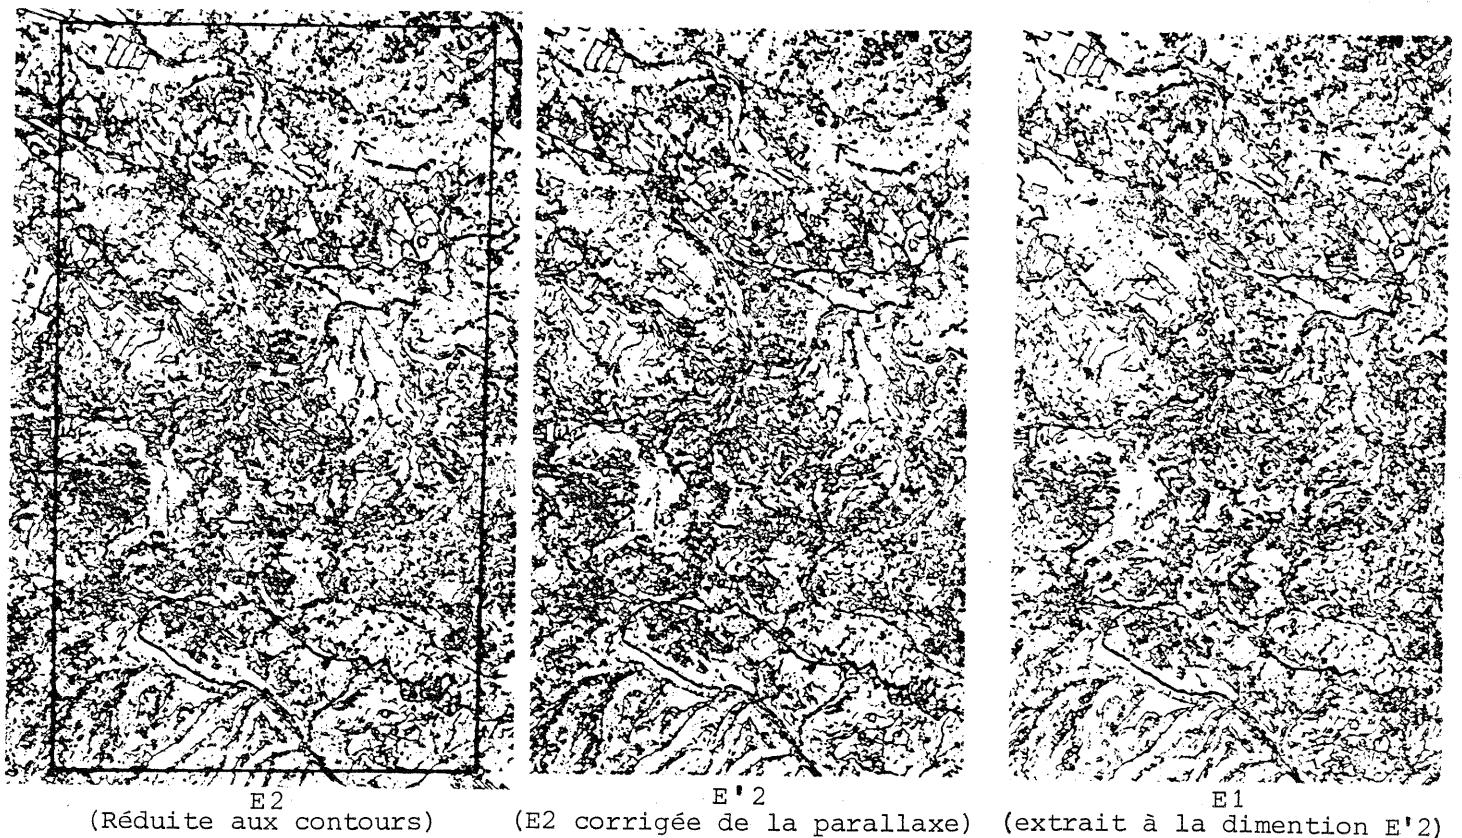 E2
(Réduite aux contours)
E'2
(E2 corrigée de la parallaxe)
E1
(extrait à la dimention E'2)